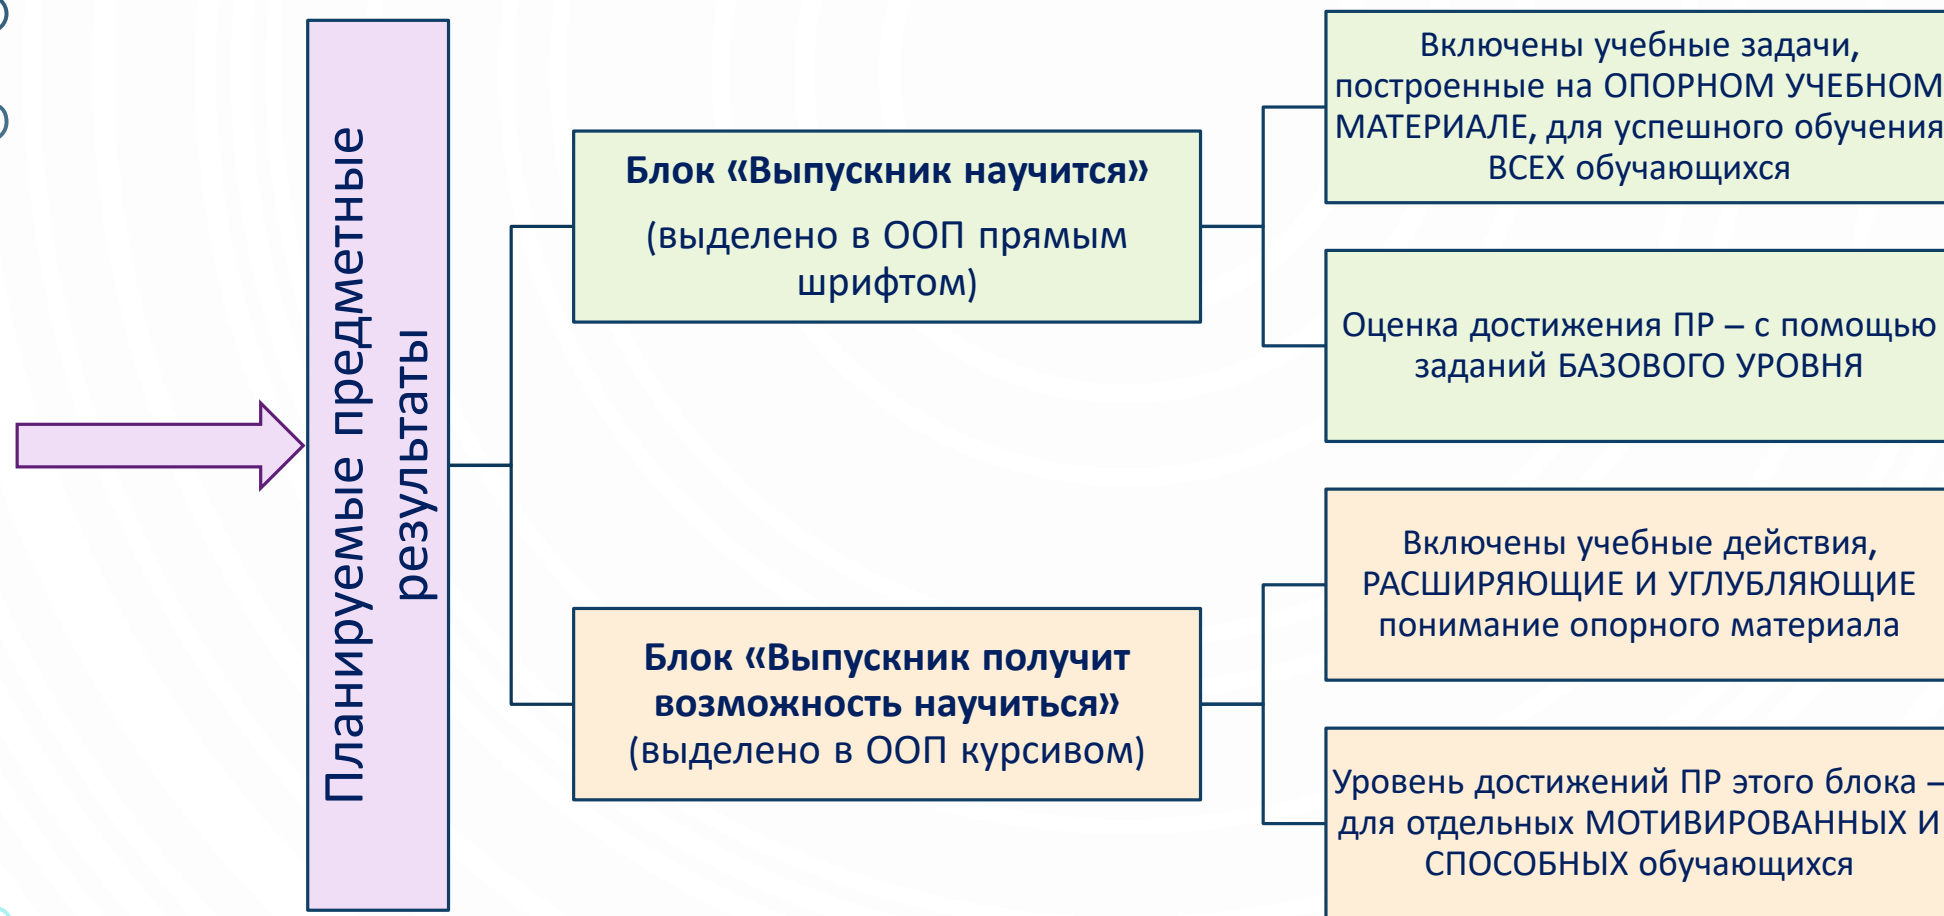 Планируемые предметные
результаты
Блок «Выпускник научится»
(выделено в ООП прямым
шрифтом)
Включены учебные задачи,
построенные на ОПОРНОМ УЧЕБНОМ
МАТЕРИАЛЕ, для успешного обучения
ВСЕХ обучающихся
Оценка достижения ПР – с помощью
заданий БАЗОВОГО УРОВНЯ
Блок «Выпускник получит
возможность научиться»
(выделено в ООП курсивом)
Включены учебные действия,
РАСШИРЯЮЩИЕ И УГЛУБЛЯЮЩИЕ
понимание опорного материала
Уровень достижений ПР этого блока –
для отдельных МОТИВИРОВАННЫХ И
СПОСОБНЫХ обучающихся